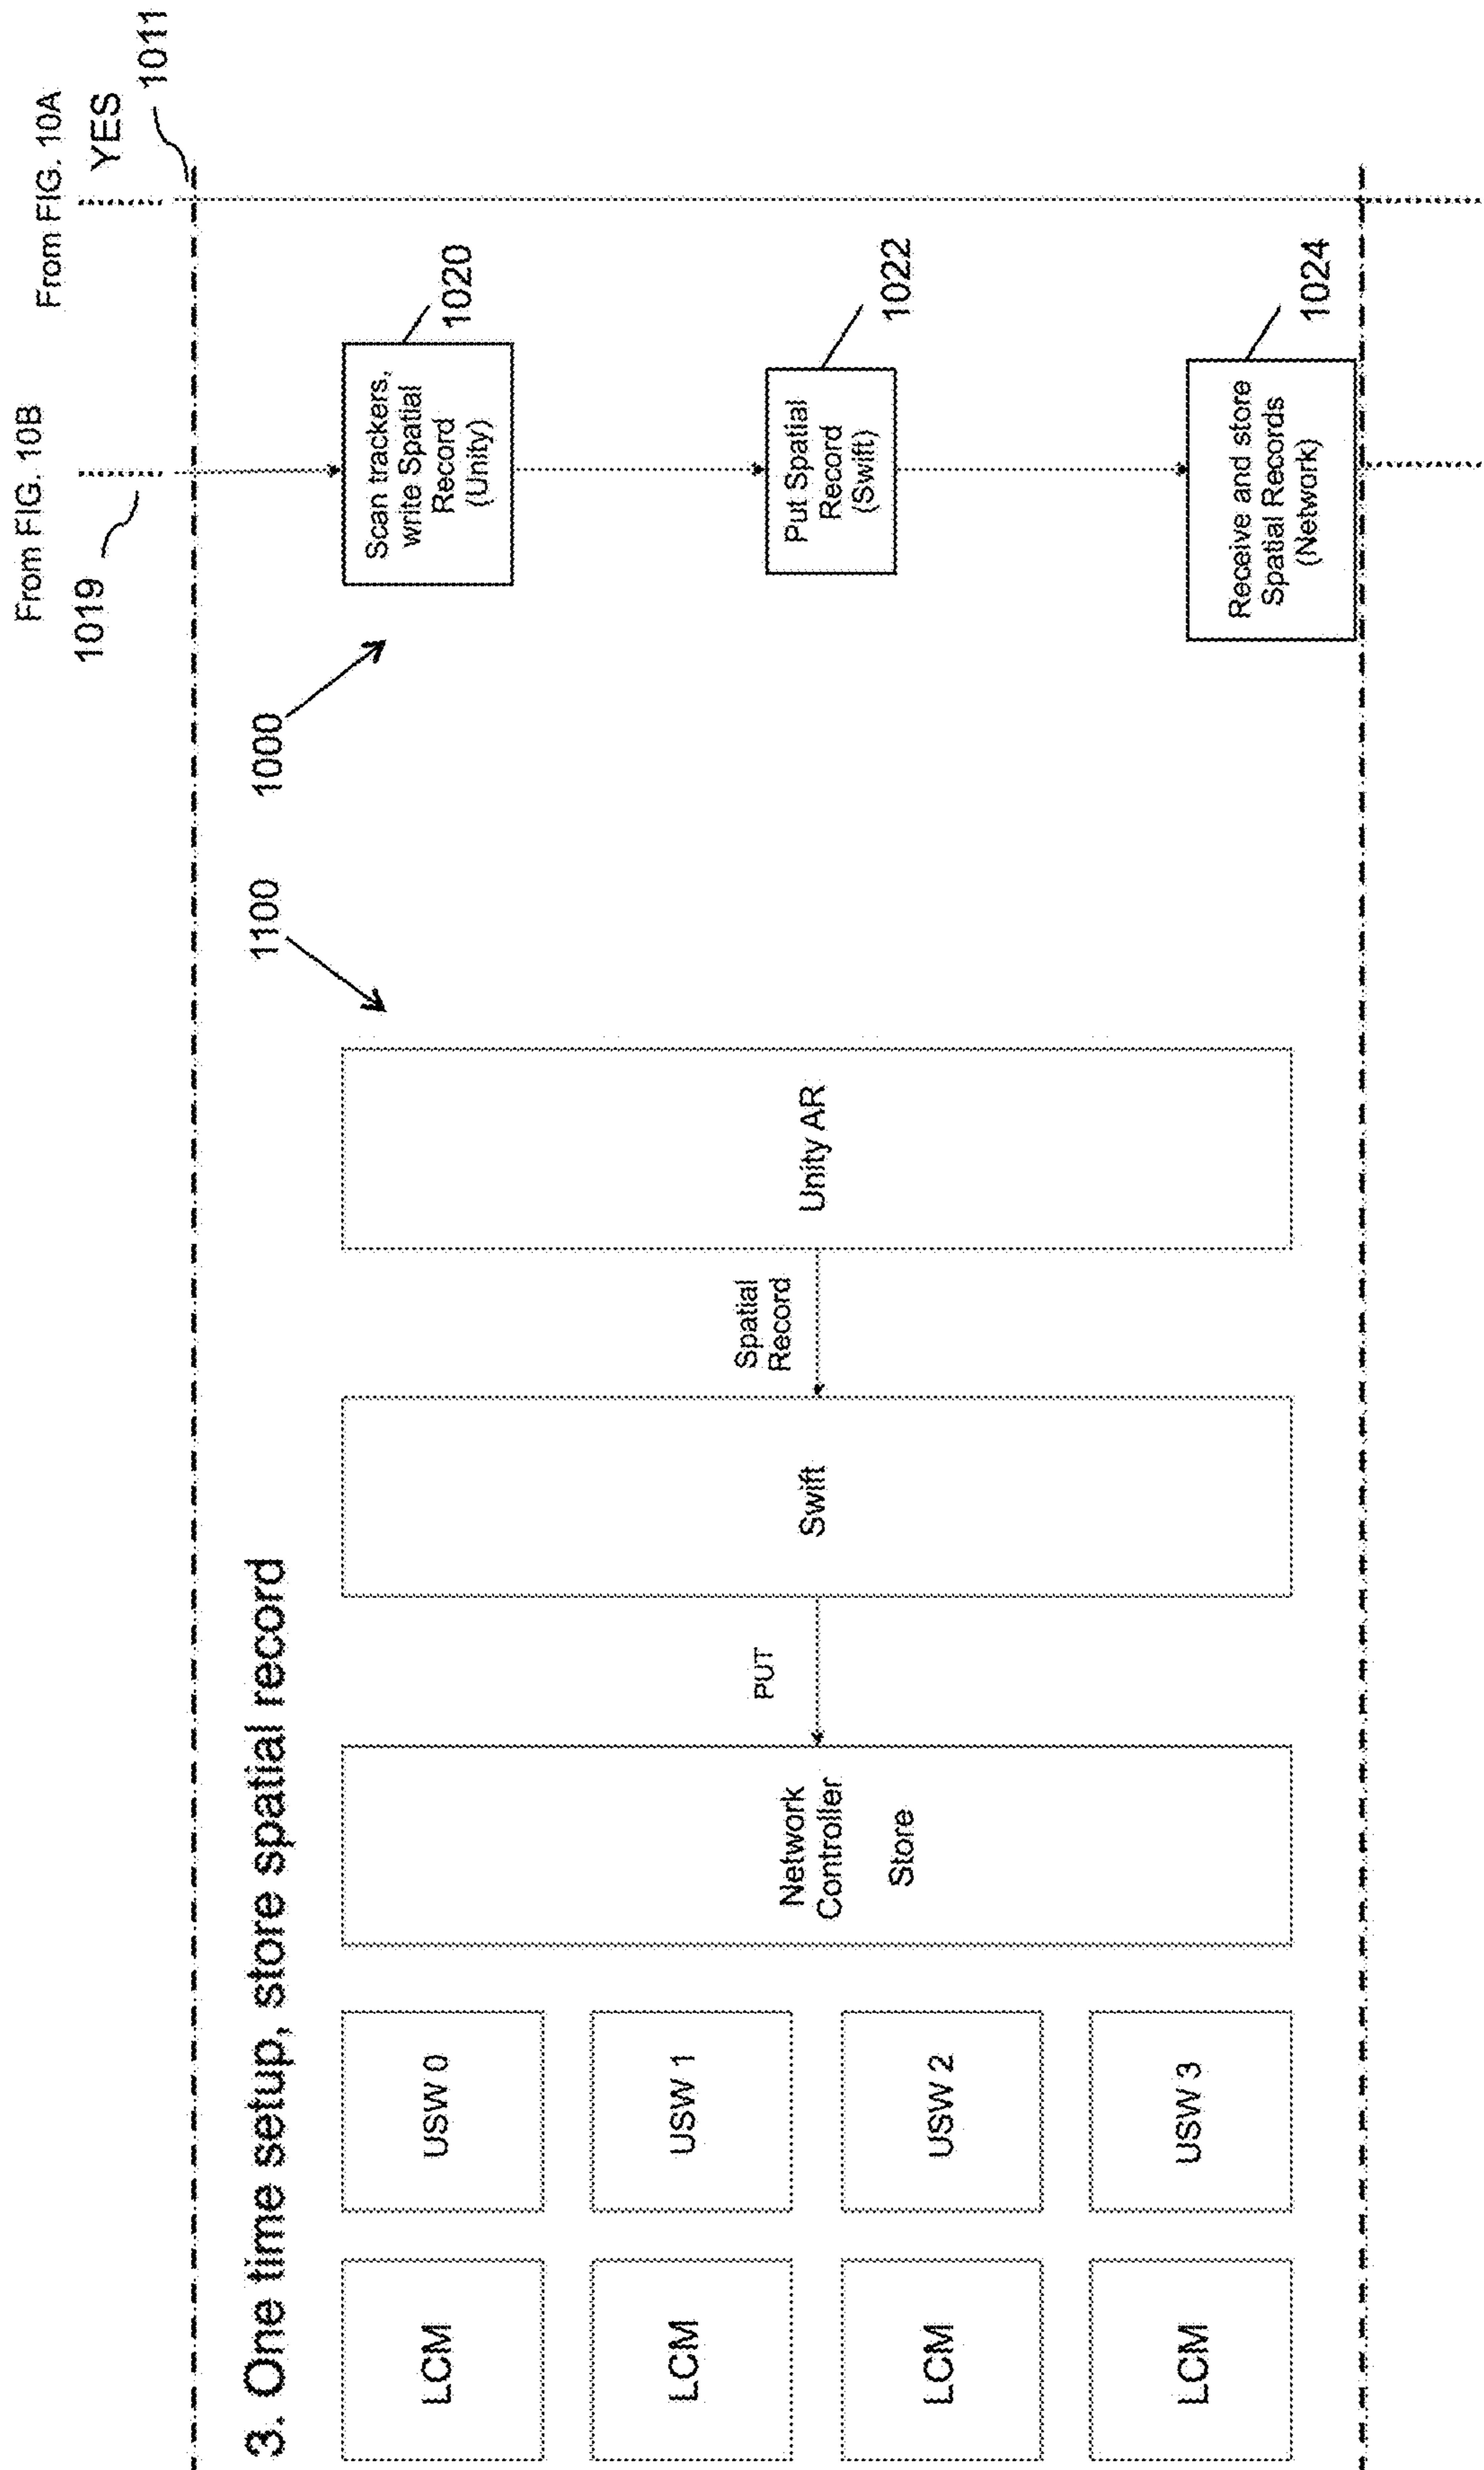 From FIG. 10B
From FIG. 10A
1019
YES
1011
3. One time setup, store spatial record
1100
1000
LCM
USW 0
LCM
USW 1
LCM
USW 2
LCM
USW 3
Network
Controller
Store
PUT
Swift
Spatial
Record
Unity AR
Scan trackers,
write Spatial
Record
(Unity)
1020
Put Spatial
Record
(Swift)
1022
Receive and store
Spatial Records
(Network)
1024